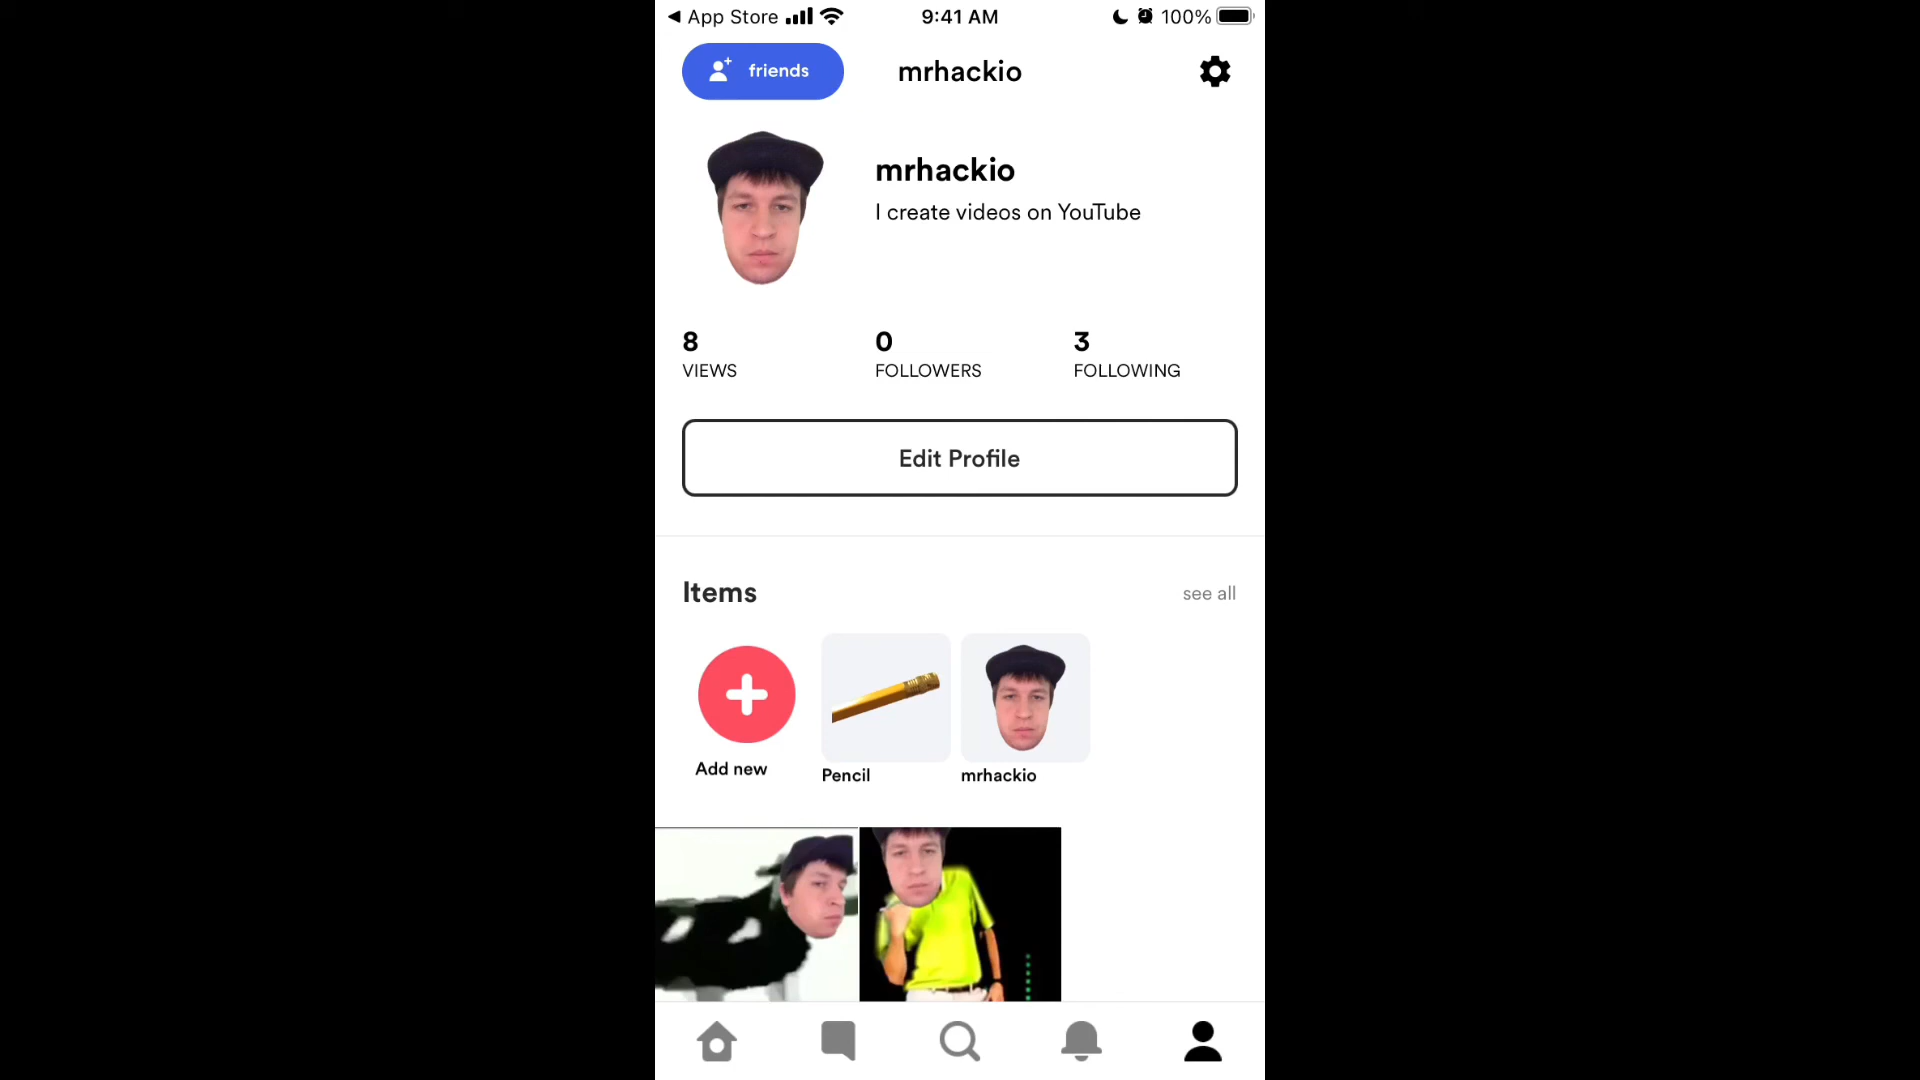 ◀ App Store 9:41 AM 100%
friends mrhackio
mrhackio
I create videos on YouTube
8 0 3
VIEWS FOLLOWERS FOLLOWING
Edit Profile
Items see all
Add new Pencil mrhackio